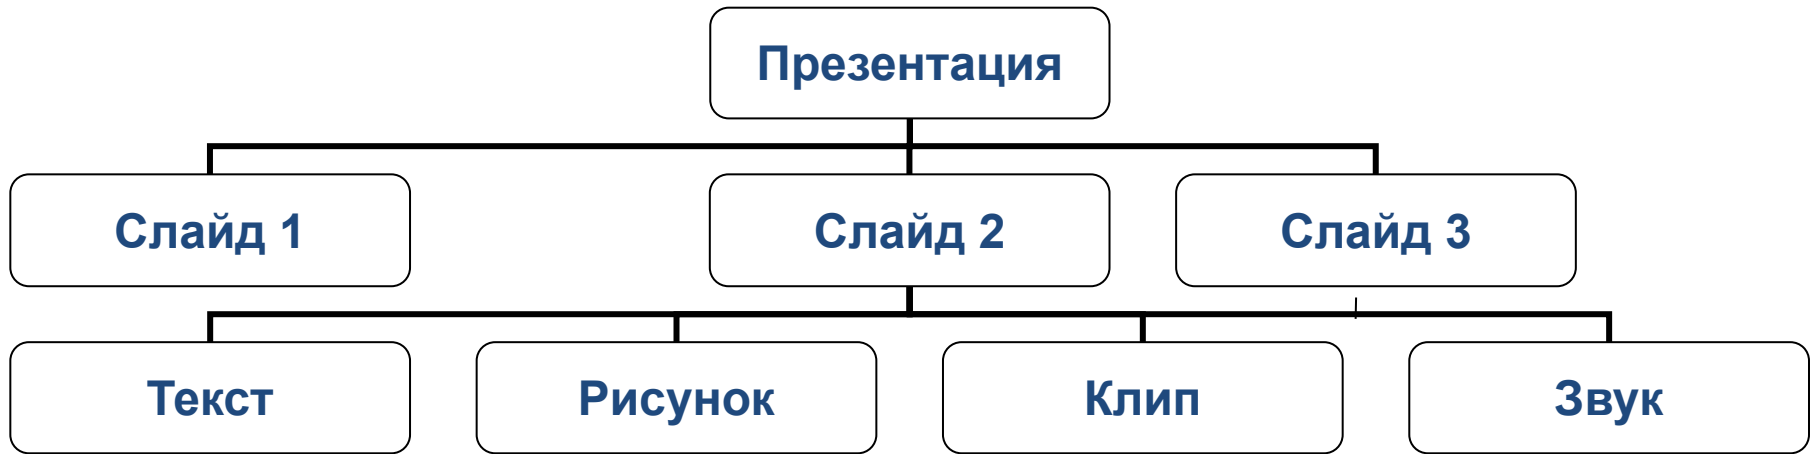 Презентация
Слайд 1
Слайд 2
Слайд 3
Текст
Рисунок
Клип
Звук